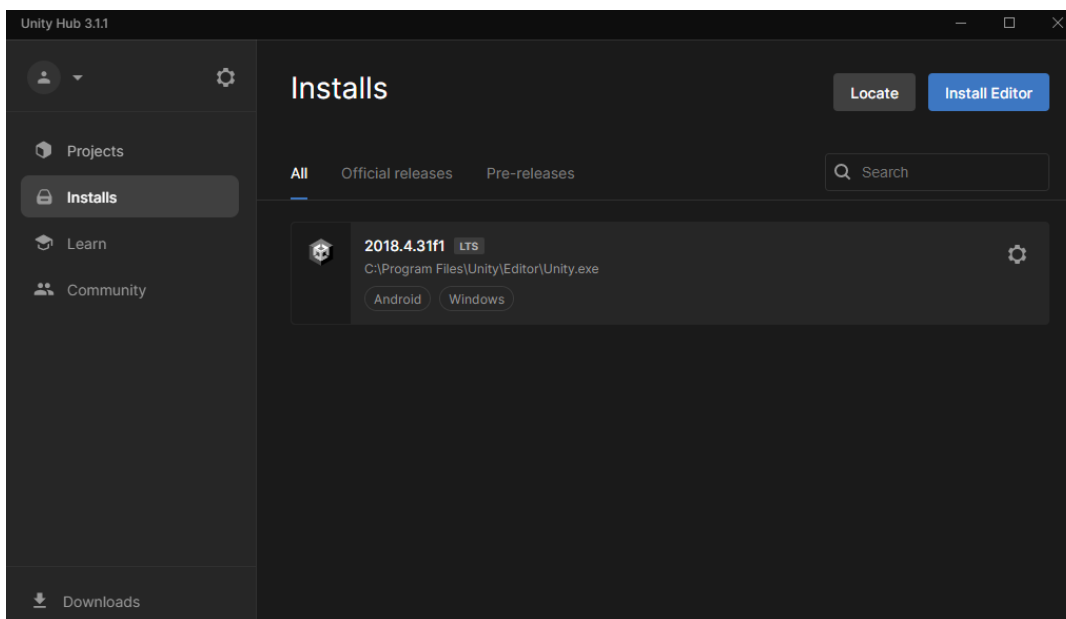 Unity Hub 3.1.1
Installs
Locate
Install Editor
Projects
Installs
Learn
Community
All
Official releases
Pre-releases
Search
2018.4.31f1 LTS
C:\Program Files\Unity\Editor\Unity.exe
Android
Windows
Downloads